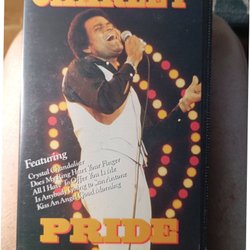 CHARLEY
Featuring
Crystal Chandeliers
Does My Ring Hurt Your Finger
All I Have To Offer You Is Me
Is Anybody Going To San Antone
Kiss An Angel Good Morning
PRIDE